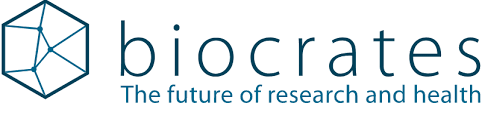 biocrates
The future of research and health